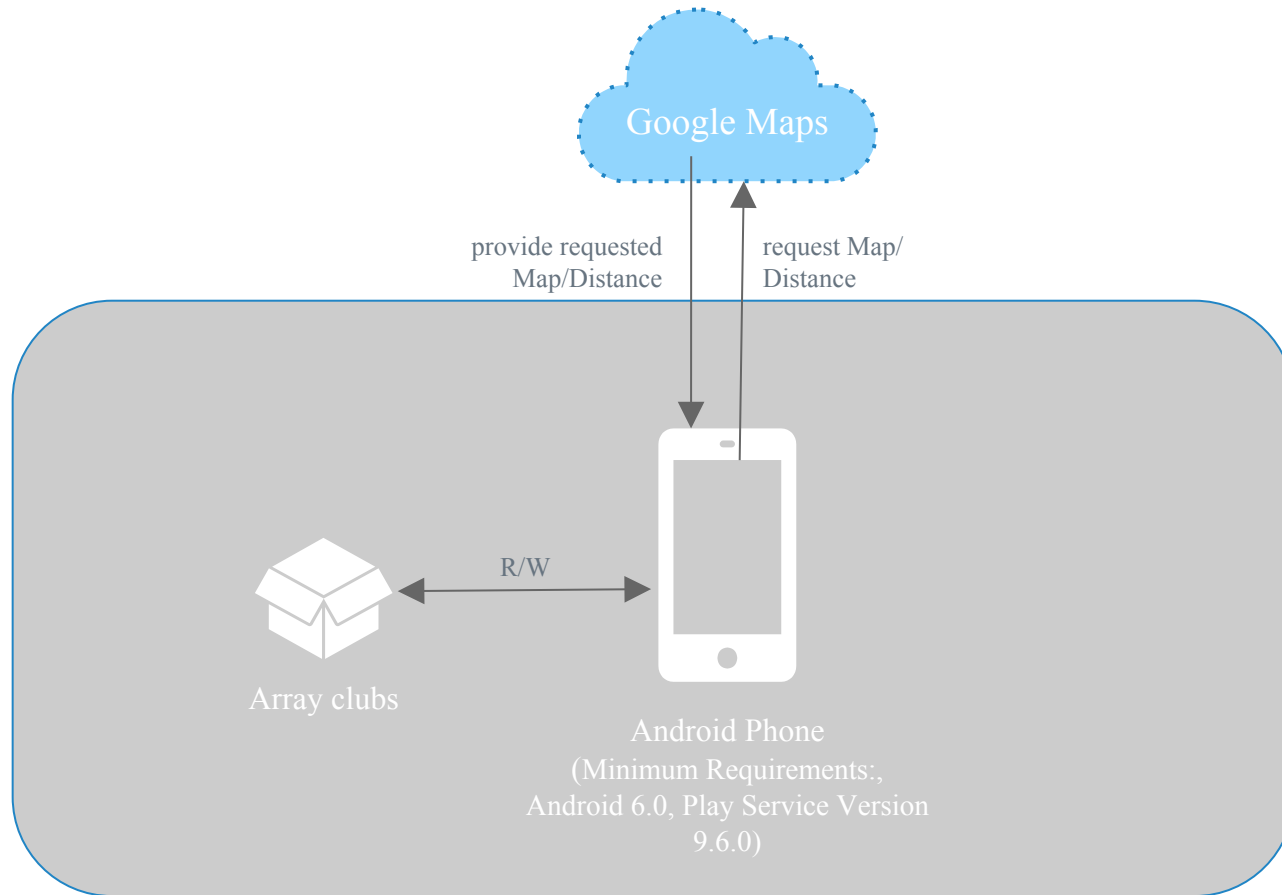 Google Maps
provide requested
Map/Distance
request Map/
Distance
R/W
Array clubs
Android Phone
(Minimum Requirements:,
Android 6.0, Play Service Version
9.6.0)